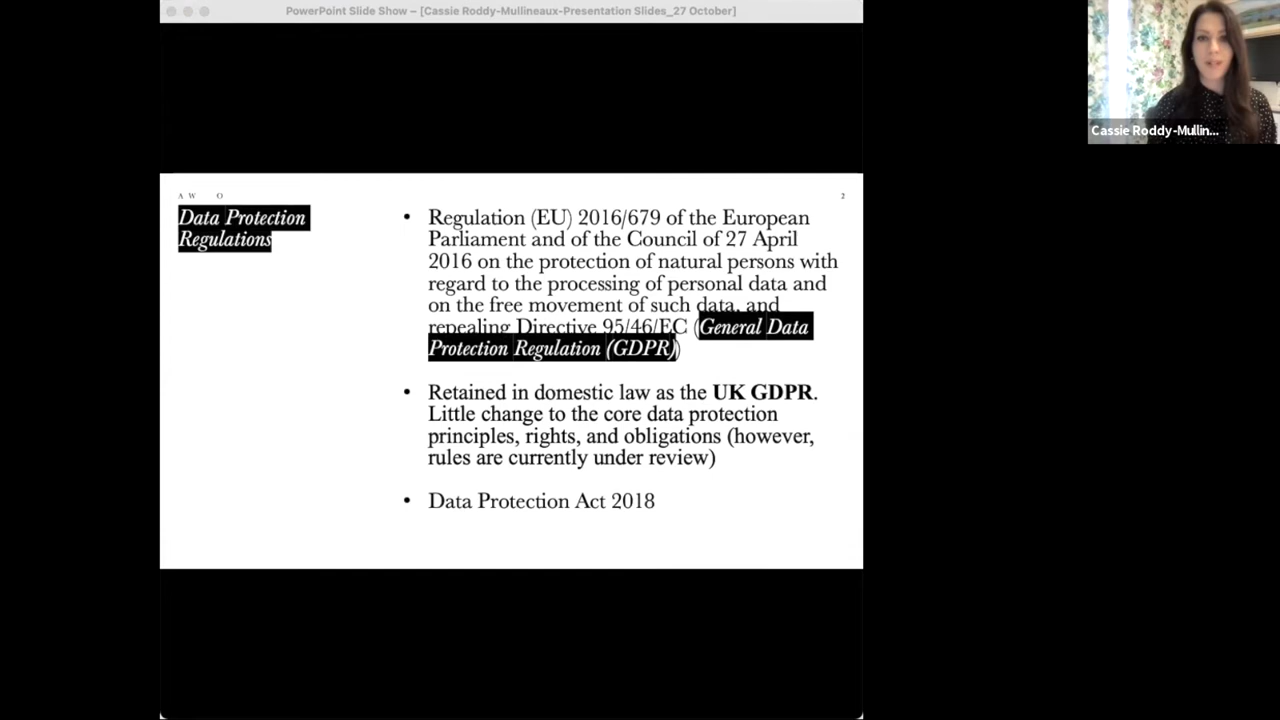 PowerPoint Slide Show – [Cassie Roddy-Mullineaux-Presentation Slides_27 October]
Cassie Roddy-Mullin...
A W O
2
Data Protection
Regulations
• Regulation (EU) 2016/679 of the European
Parliament and of the Council of 27 April
2016 on the protection of natural persons with
regard to the processing of personal data and
on the free movement of such data, and
repealing Directive 95/46/EC (General Data
Protection Regulation (GDPR))
• Retained in domestic law as the UK GDPR.
Little change to the core data protection
principles, rights, and obligations (however,
rules are currently under review)
• Data Protection Act 2018